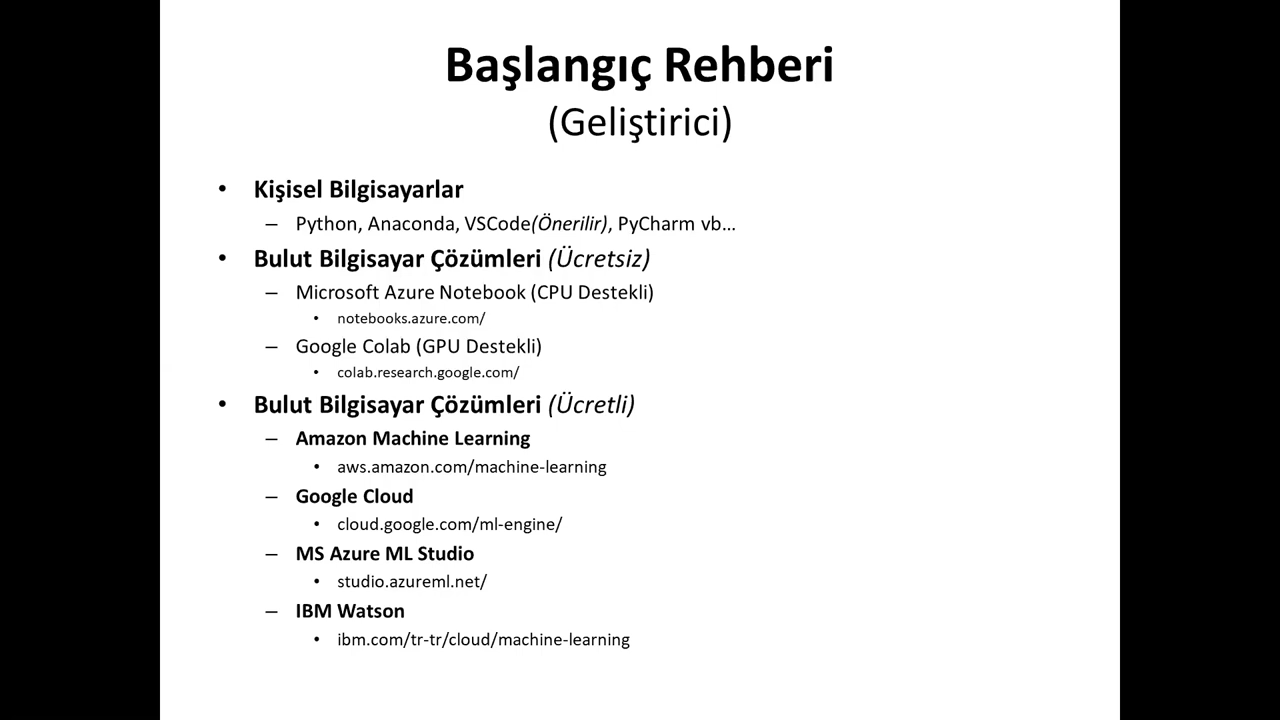 Başlangıç Rehberi
(Geliştirici)
• Kişisel Bilgisayarlar
– Python, Anaconda, VSCode(Önerilir), PyCharm vb…
• Bulut Bilgisayar Çözümleri (Ücretsiz)
– Microsoft Azure Notebook (CPU Destekli)
• notebooks.azure.com/
– Google Colab (GPU Destekli)
• colab.research.google.com/
• Bulut Bilgisayar Çözümleri (Ücretli)
– Amazon Machine Learning
• aws.amazon.com/machine-learning
– Google Cloud
• cloud.google.com/ml-engine/
– MS Azure ML Studio
• studio.azureml.net/
– IBM Watson
• ibm.com/tr-tr/cloud/machine-learning